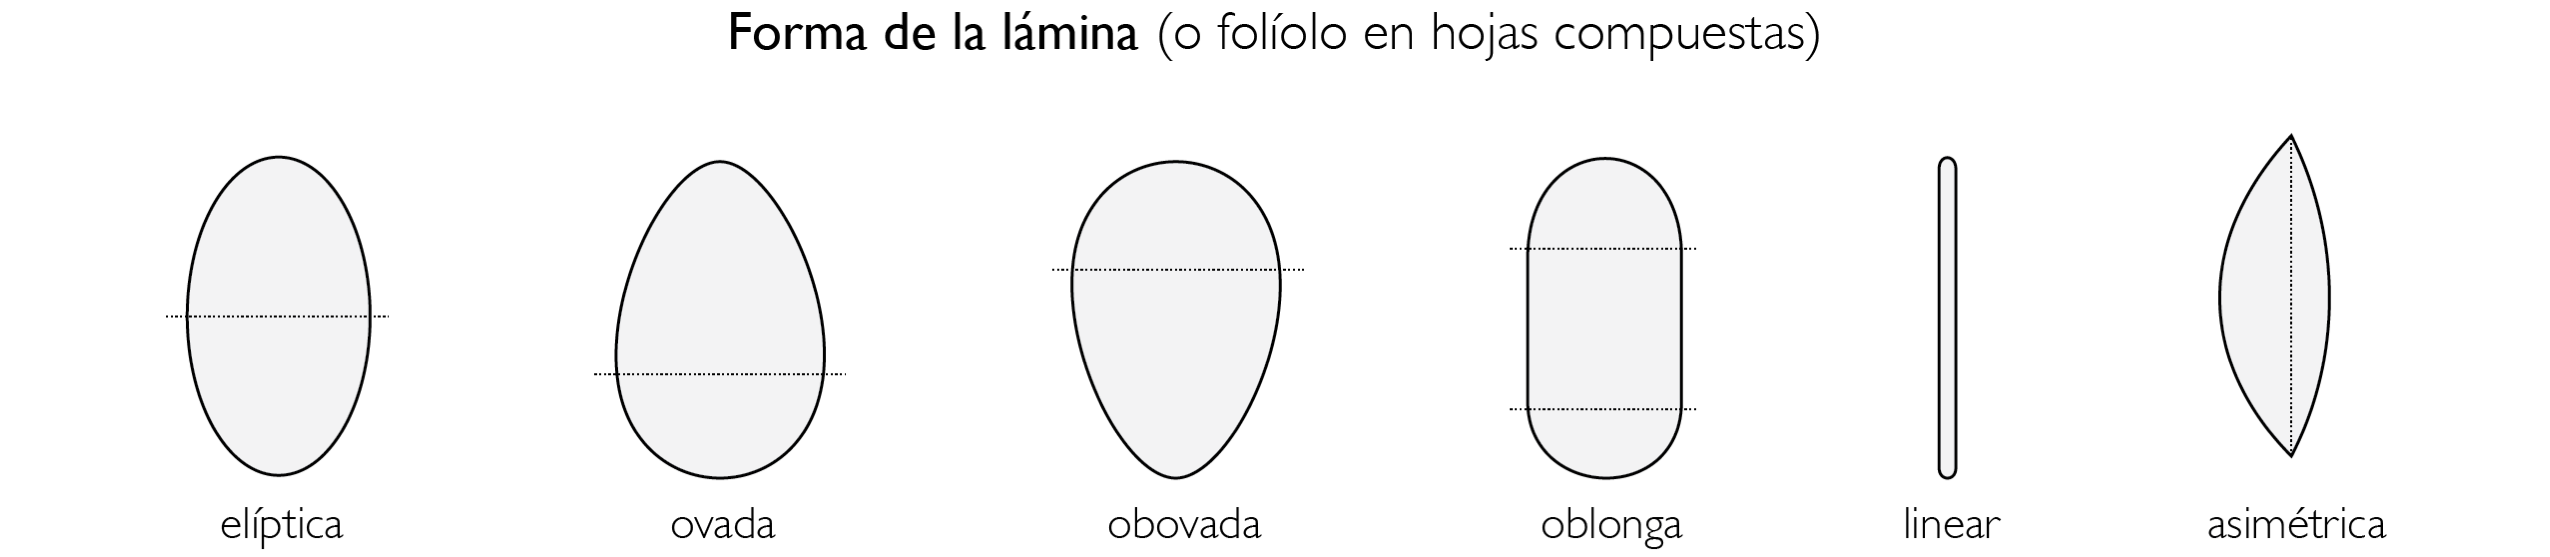 Forma de la lámina (o folíolo en hojas compuestas)
elíptica
ovada
obovada
oblonga
linear
asimétrica